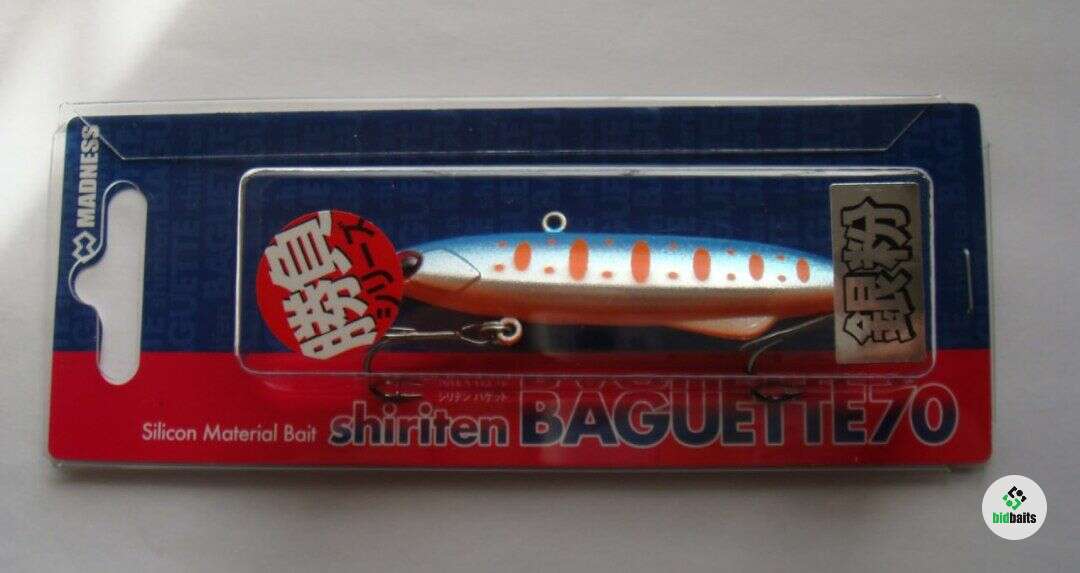 MADNESS
勝負
シリーズ
銀粉
シリテン バゲット
Silicon Material Bait shiriten BAGUETTE70
bidbaits